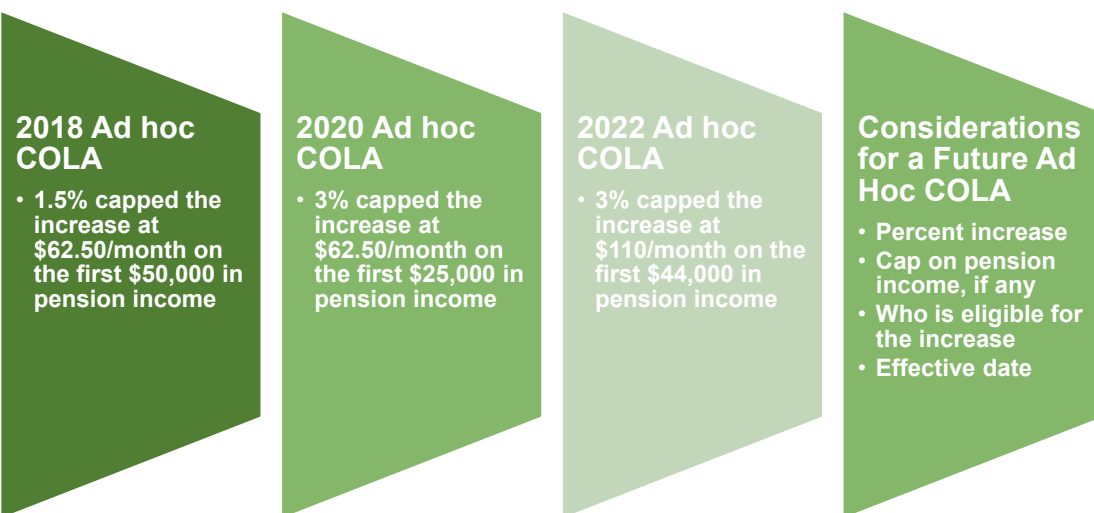 2018 Ad hoc
COLA
• 1.5% capped the
increase at
$62.50/month on
the first $50,000 in
pension income
2020 Ad hoc
COLA
• 3% capped the
increase at
$62.50/month on
the first $25,000 in
pension income
2022 Ad hoc
COLA
• 3% capped the
increase at
$110/month on the
first $44,000 in
pension income
Considerations
for a Future Ad
Hoc COLA
• Percent increase
• Cap on pension
income, if any
• Who is eligible for
the increase
• Effective date